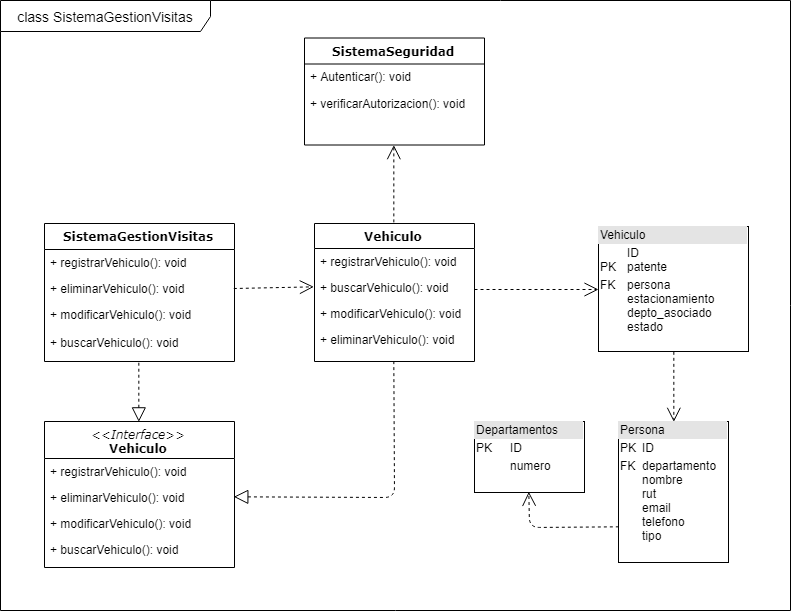 class SistemaGestionVisitas
SistemaSeguridad
+ Autenticar(): void
+ verificarAutorizacion(): void
SistemaGestionVisitas
+ registrarVehiculo(): void
+ eliminarVehiculo(): void
+ modificarVehiculo(): void
+ buscarVehiculo(): void
Vehiculo
+ registrarVehiculo(): void
+ buscarVehiculo(): void
+ modificarVehiculo(): void
+ eliminarVehiculo(): void
Vehiculo
ID
PK patente
FK persona
estacionamiento
depto_asociado
estado
<<Interface>>
Vehiculo
+ registrarVehiculo(): void
+ eliminarVehiculo(): void
+ modificarVehiculo(): void
+ buscarVehiculo(): void
Departamentos
PK ID
numero
Persona
PK ID
FK departamento
nombre
rut
email
telefono
tipo